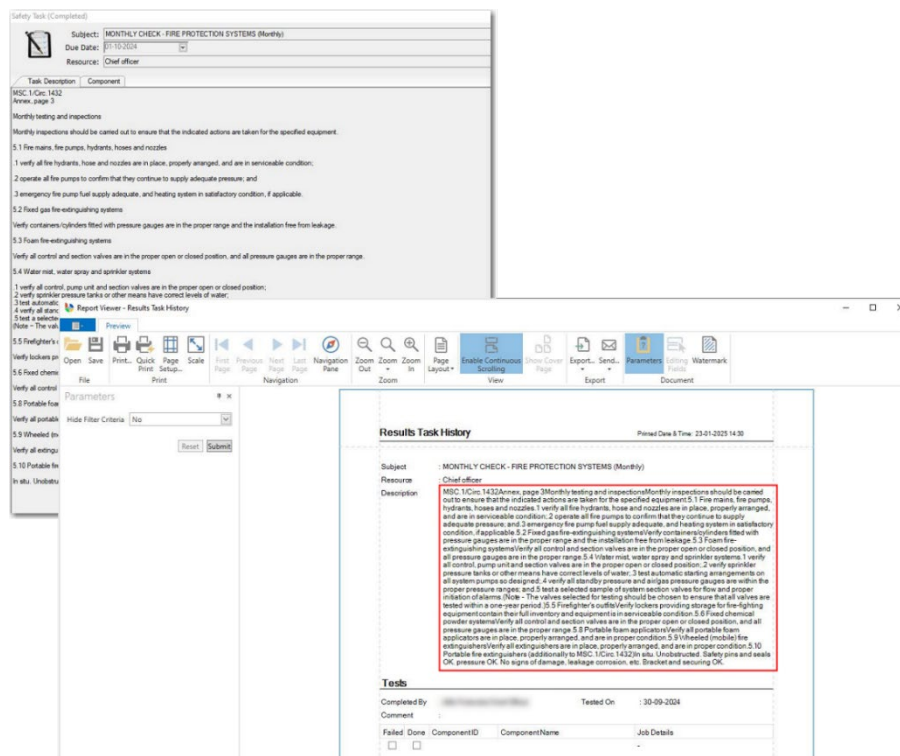 Safety Task (Completed)
Subject: MONTHLY CHECK - FIRE PROTECTION SYSTEMS (Monthly)
Due Date: 01-10-2024
Resource: Chief officer
Task Description Component
MSC.1/Circ.1432
Annex, page 3
Monthly testing and inspections
Monthly inspections should be carried out to ensure that the indicated actions are taken for the specified equipment.
5.1 Fire mains, fire pumps, hydrants, hoses and nozzles
.1 verify all fire hydrants, hose and nozzles are in place, properly arranged, and are in serviceable condition;
.2 operate all fire pumps to confirm that they continue to supply adequate pressure; and
.3 emergency fire pump fuel supply adequate, and heating system in satisfactory condition, if applicable.
5.2 Fixed gas fire-extinguishing systems
Verify containers/cylinders fitted with pressure gauges are in the proper range and the installation free from leakage.
5.3 Foam fire-extinguishing systems
Verify all control and section valves are in the proper open or closed position, and all pressure gauges are in the proper range.
5.4 Water mist, water spray and sprinkler systems
.1 verify all control, pump unit and section valves are in the proper open or closed position;
.2 verify sprinkler pressure tanks or other means have correct levels of water;
.3 test automatic
.4 verify all stand
.5 test a selected
(Note - The valv
5.5 Firefighter's
Verify lockers pro
5.6 Fixed chemi
Verify all control
5.8 Portable foa
Verify all portabl
5.9 Wheeled (m
Verify all extingu
5.10 Portable fire
In situ. Unobstru
Report Viewer - Results Task History
Preview
Open Save Print... Quick Print Page Setup... Scale First Page Previous Page Next Page Last Page Navigation Pane Zoom Out Zoom Zoom In Page Layout Enable Continuous Scrolling Show Cover Page Export... Send... Parameters Editing Fields Watermark
File Print Navigation Zoom View Export Document
Parameters
Hide Filter Criteria No
Reset Submit
Results Task History Printed Date & Time: 23-01-2025 14:30
Subject : MONTHLY CHECK - FIRE PROTECTION SYSTEMS (Monthly)
Resource : Chief officer
Description MSC.1/Circ.1432Annex, page 3Monthly testing and inspectionsMonthly inspections should be carried
out to ensure that the indicated actions are taken for the specified equipment.5.1 Fire mains, fire pumps,
hydrants, hoses and nozzles.1 verify all fire hydrants, hose and nozzles are in place, properly arranged,
and are in serviceable condition;.2 operate all fire pumps to confirm that they continue to supply
adequate pressure; and.3 emergency fire pump fuel supply adequate, and heating system in satisfactory
condition, if applicable.5.2 Fixed gas fire-extinguishing systemsVerify containers/cylinders fitted with
pressure gauges are in the proper range and the installation free from leakage.5.3 Foam fire-
extinguishing systemsVerify all control and section valves are in the proper open or closed position, and
all pressure gauges are in the proper range.5.4 Water mist, water spray and sprinkler systems.1 verify
all control, pump unit and section valves are in the proper open or closed position;.2 verify sprinkler
pressure tanks or other means have correct levels of water;.3 test automatic starting arrangements on
all system pumps so designed;.4 verify all standby pressure and air/gas pressure gauges are within the
proper pressure ranges; and.5 test a selected sample of system section valves for flow and proper
initiation of alarms.(Note - The valves selected for testing should be chosen to ensure that all valves are
tested within a one-year period.)5.5 Firefighter's outfitsVerify lockers providing storage for fire-fighting
equipment contain their full inventory and equipment is in serviceable condition.5.6 Fixed chemical
powder systemsVerify all control and section valves are in the proper open or closed position, and all
pressure gauges are in the proper range.5.8 Portable foam applicatorsVerify all portable foam
applicators are in place, properly arranged, and are in proper condition.5.9 Wheeled (mobile) fire
extinguishersVerify all extinguishers are in place, properly arranged, and are in proper condition.5.10
Portable fire extinguishers (additionally to MSC.1/Circ.1432)In situ. Unobstructed. Safety pins and seals
OK, pressure OK. No signs of damage, leakage corrosion, etc. Bracket and securing OK.
Tests
Completed By Tested On : 30-09-2024
Comment :
Failed Done ComponentID ComponentName Job Details
-